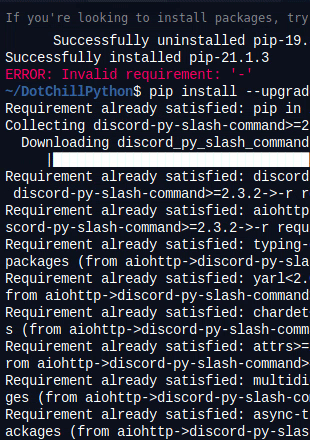 If you're looking to install packages, try
Successfully uninstalled pip-19.
Successfully installed pip-21.1.3
ERROR: Invalid requirement: '-'
~/DotChillPython$ pip install --upgrad
Requirement already satisfied: pip in
Collecting discord-py-slash-command>=2
Downloading discord_py_slash_command
|
Requirement already satisfied: discord
discord-py-slash-command>=2.3.2->-r r
Requirement already satisfied: aiohttp
scord-py-slash-command>=2.3.2->-r requ
Requirement already satisfied: typing-
packages (from aiohttp->discord-py-sla
Requirement already satisfied: yarl<2.
from aiohttp->discord-py-slash-command
Requirement already satisfied: chardet
s (from aiohttp->discord-py-slash-comm
Requirement already satisfied: attrs>=
rom aiohttp->discord-py-slash-command>
Requirement already satisfied: multidi
ges (from aiohttp->discord-py-slash-co
Requirement already satisfied: async-t
ackages (from aiohttp->discord-py-slas